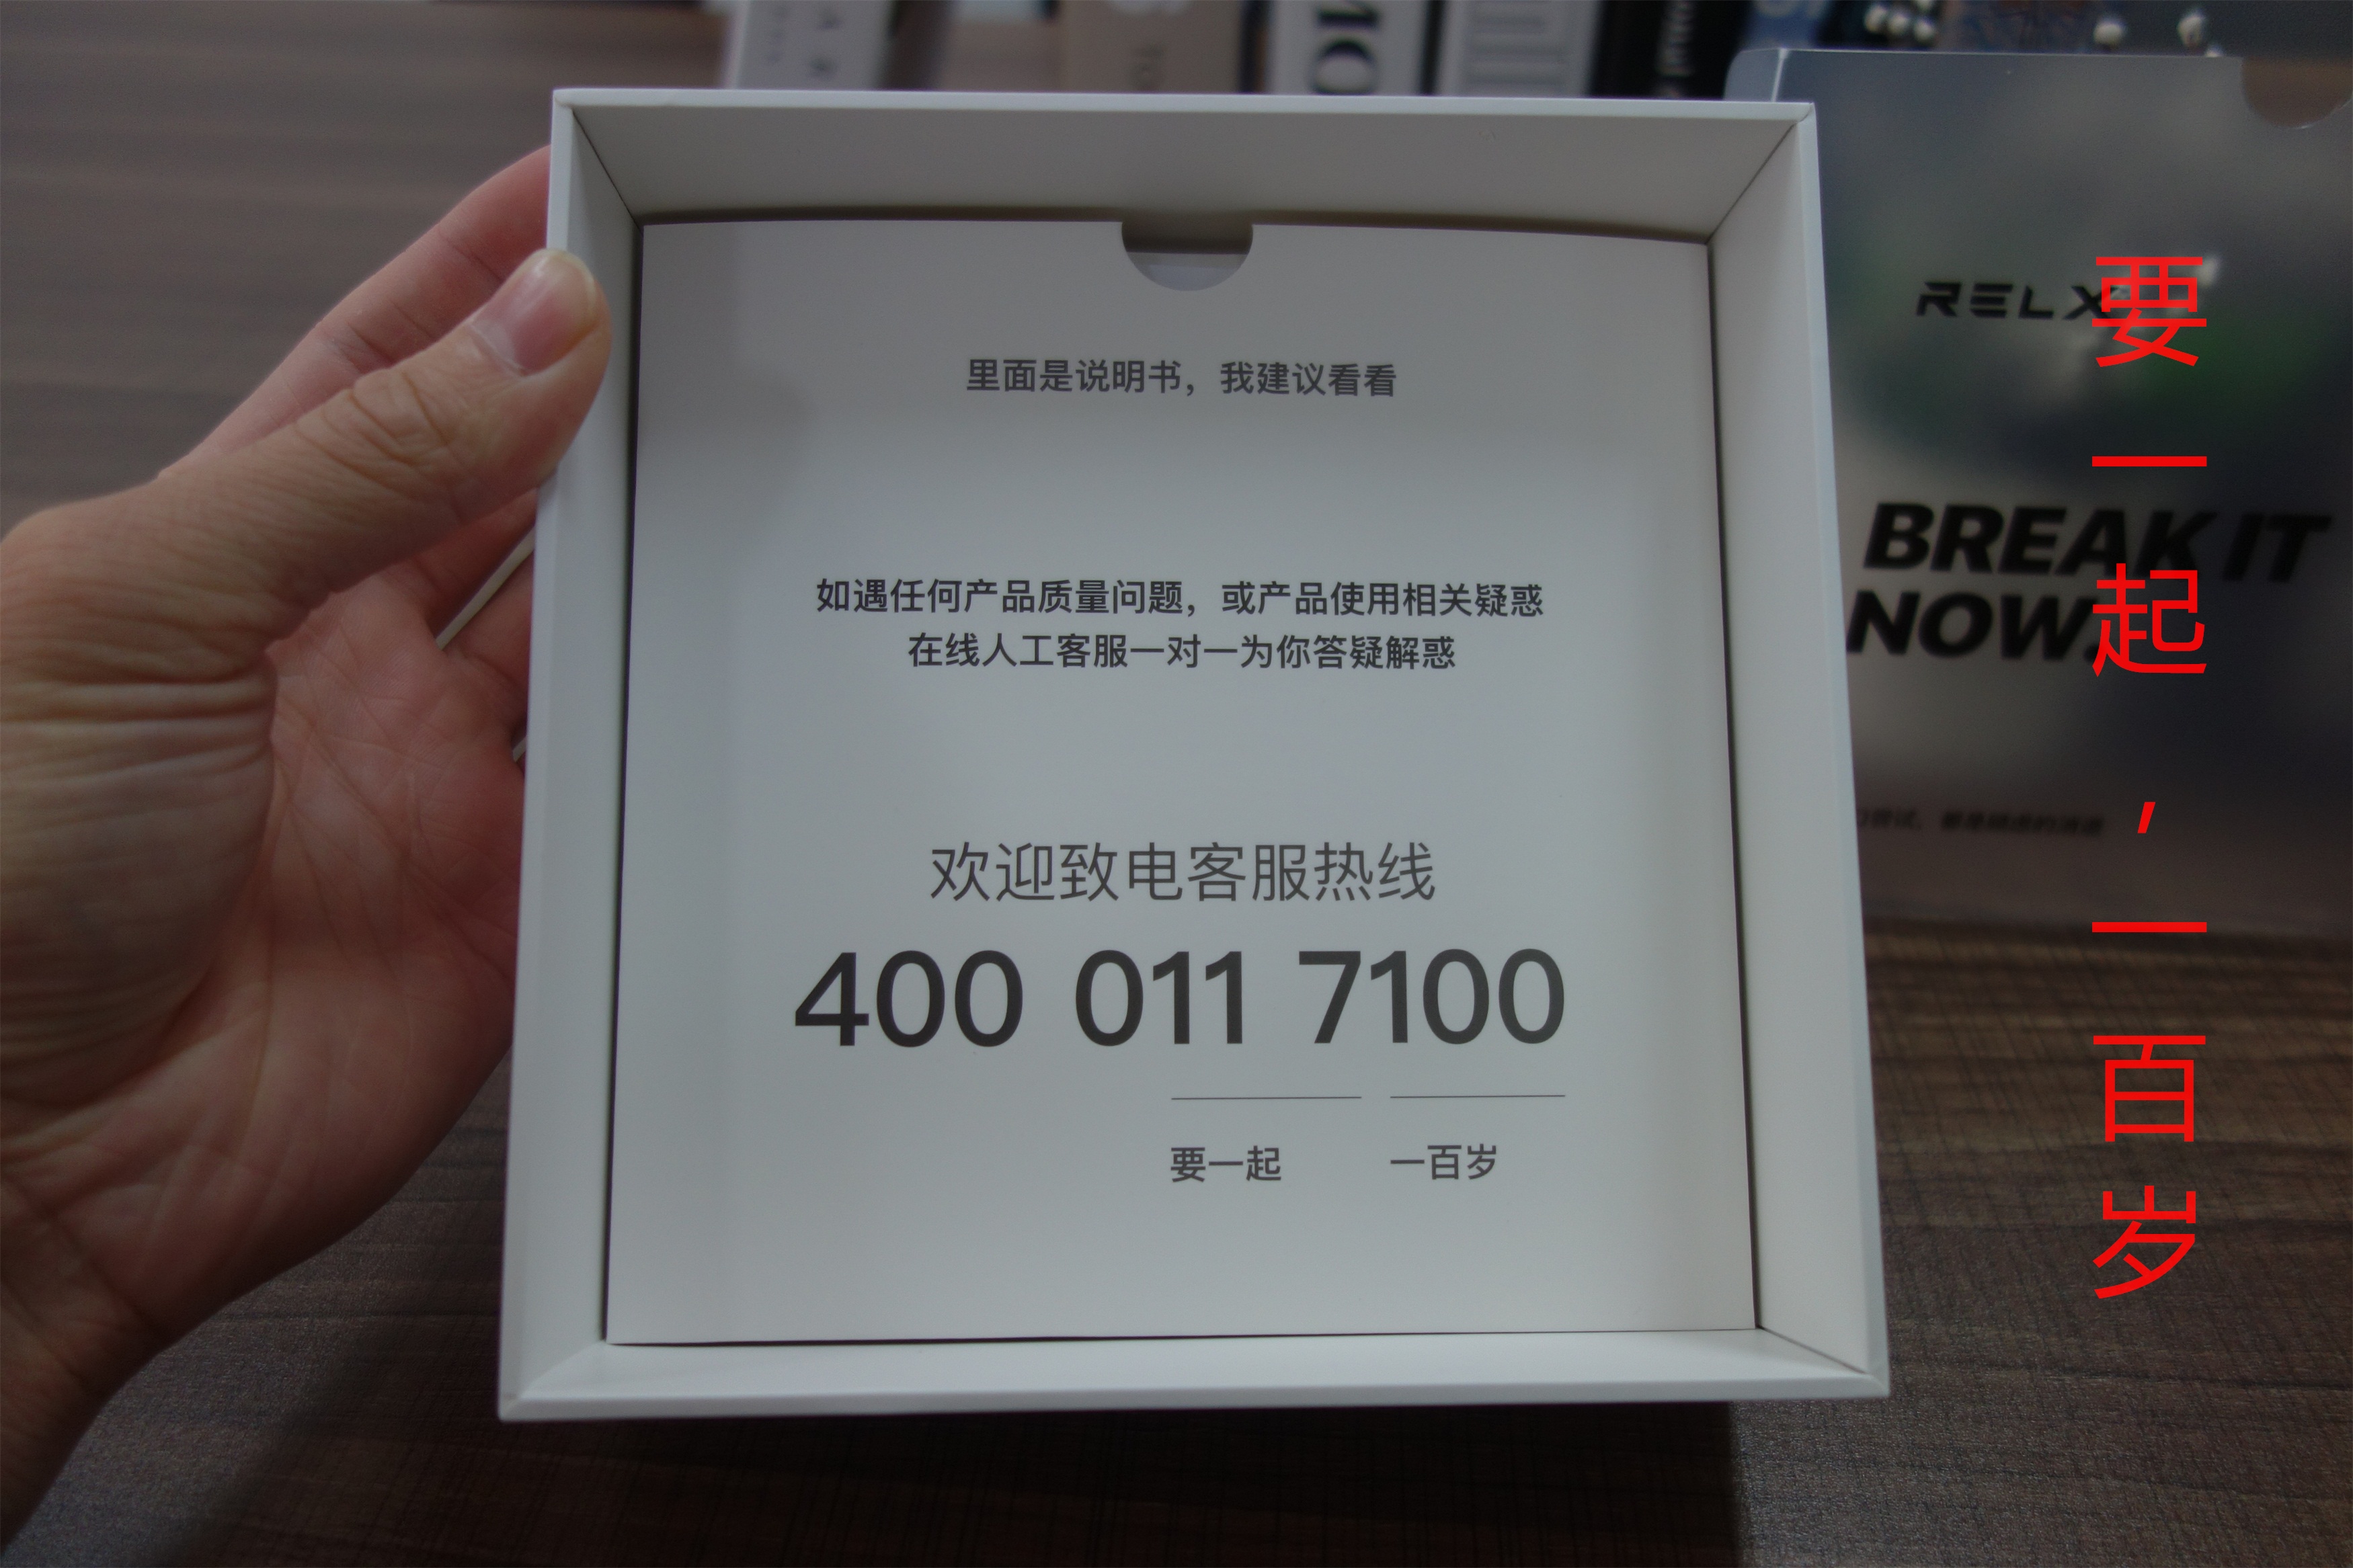 里面是说明书，我建议看看
如遇任何产品质量问题，或产品使用相关疑惑
在线人工客服一对一为你答疑解惑
欢迎致电客服热线
400 011 7100
要一起 一百岁
RELX
BREAK IT
NOW
要一起，一百岁